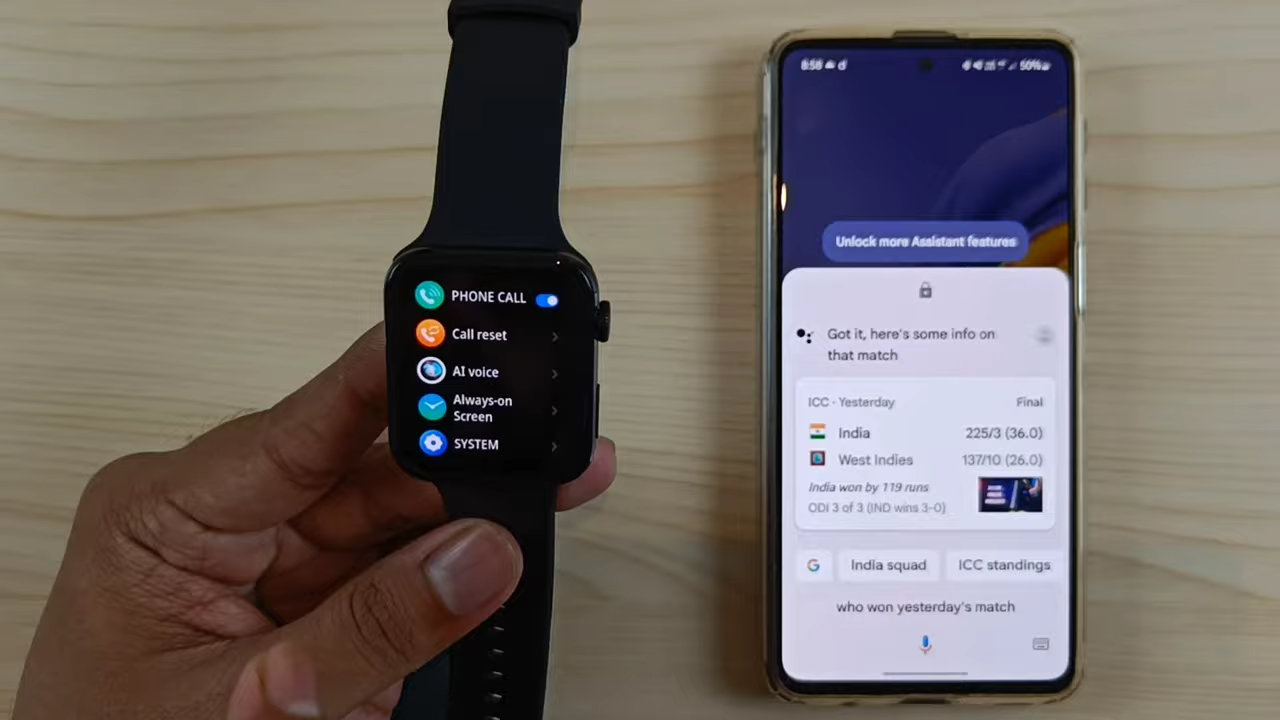 PHONE CALL
Call reset
AI voice
Always-on
Screen
SYSTEM
8:58
50%
Unlock more Assistant features
Got it, here's some info on
that match
ICC · Yesterday Final
India 225/3 (36.0)
West Indies 137/10 (26.0)
India won by 119 runs
ODI 3 of 3 (IND wins 3-0)
G India squad ICC standings
who won yesterday's match